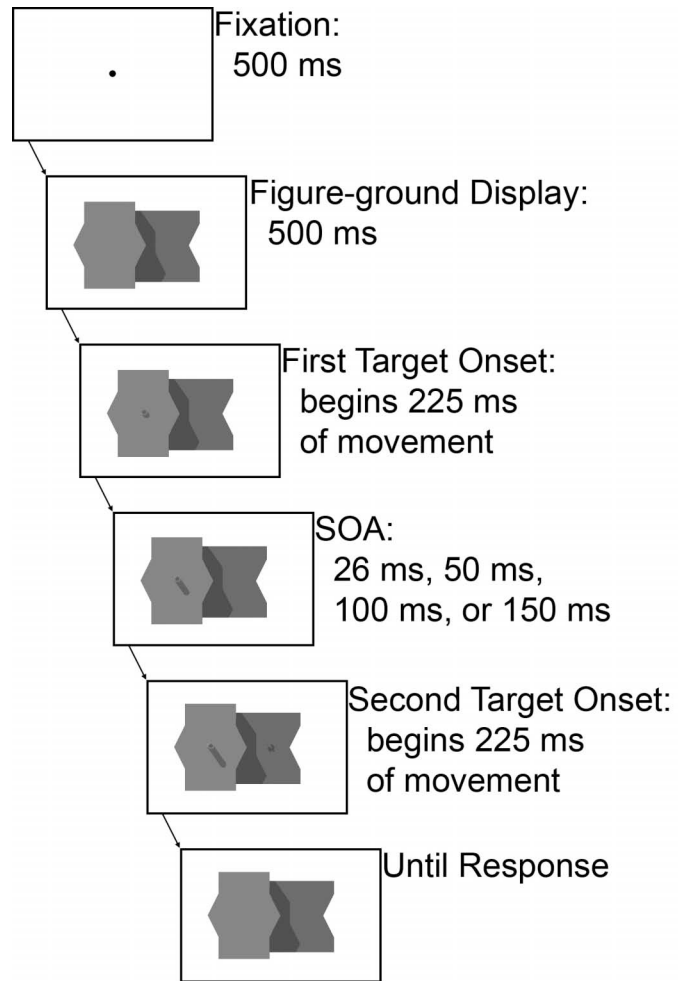 Fixation:
500 ms
Figure-ground Display:
500 ms
First Target Onset:
begins 225 ms
of movement
SOA:
26 ms, 50 ms,
100 ms, or 150 ms
Second Target Onset:
begins 225 ms
of movement
Until Response